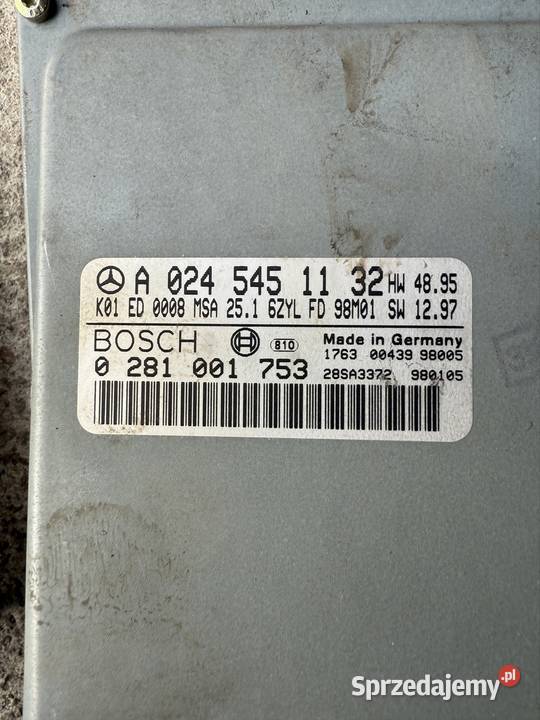 A 024 545 11 32 HW 48.95
K01 ED 0008 MSA 25.1 6ZYL FD 98M01 SW 12.97
BOSCH 810 Made in Germany
1763 00439 98005
0 281 001 753 28SA3372 980105
Sprzedajemy.pl